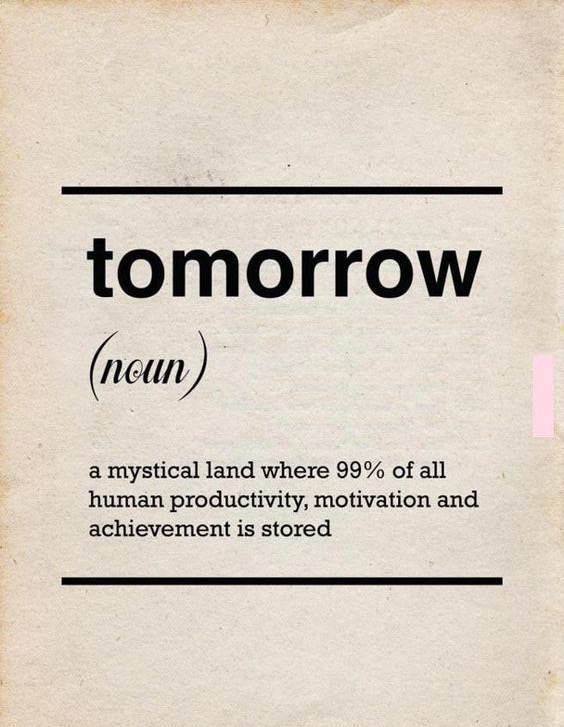 tomorrow
(noun)
a mystical land where 99% of all
human productivity, motivation and
achievement is stored